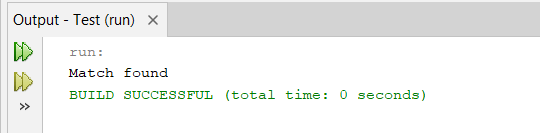 Output - Test (run) ×
run:
Match found
BUILD SUCCESSFUL (total time: 0 seconds)